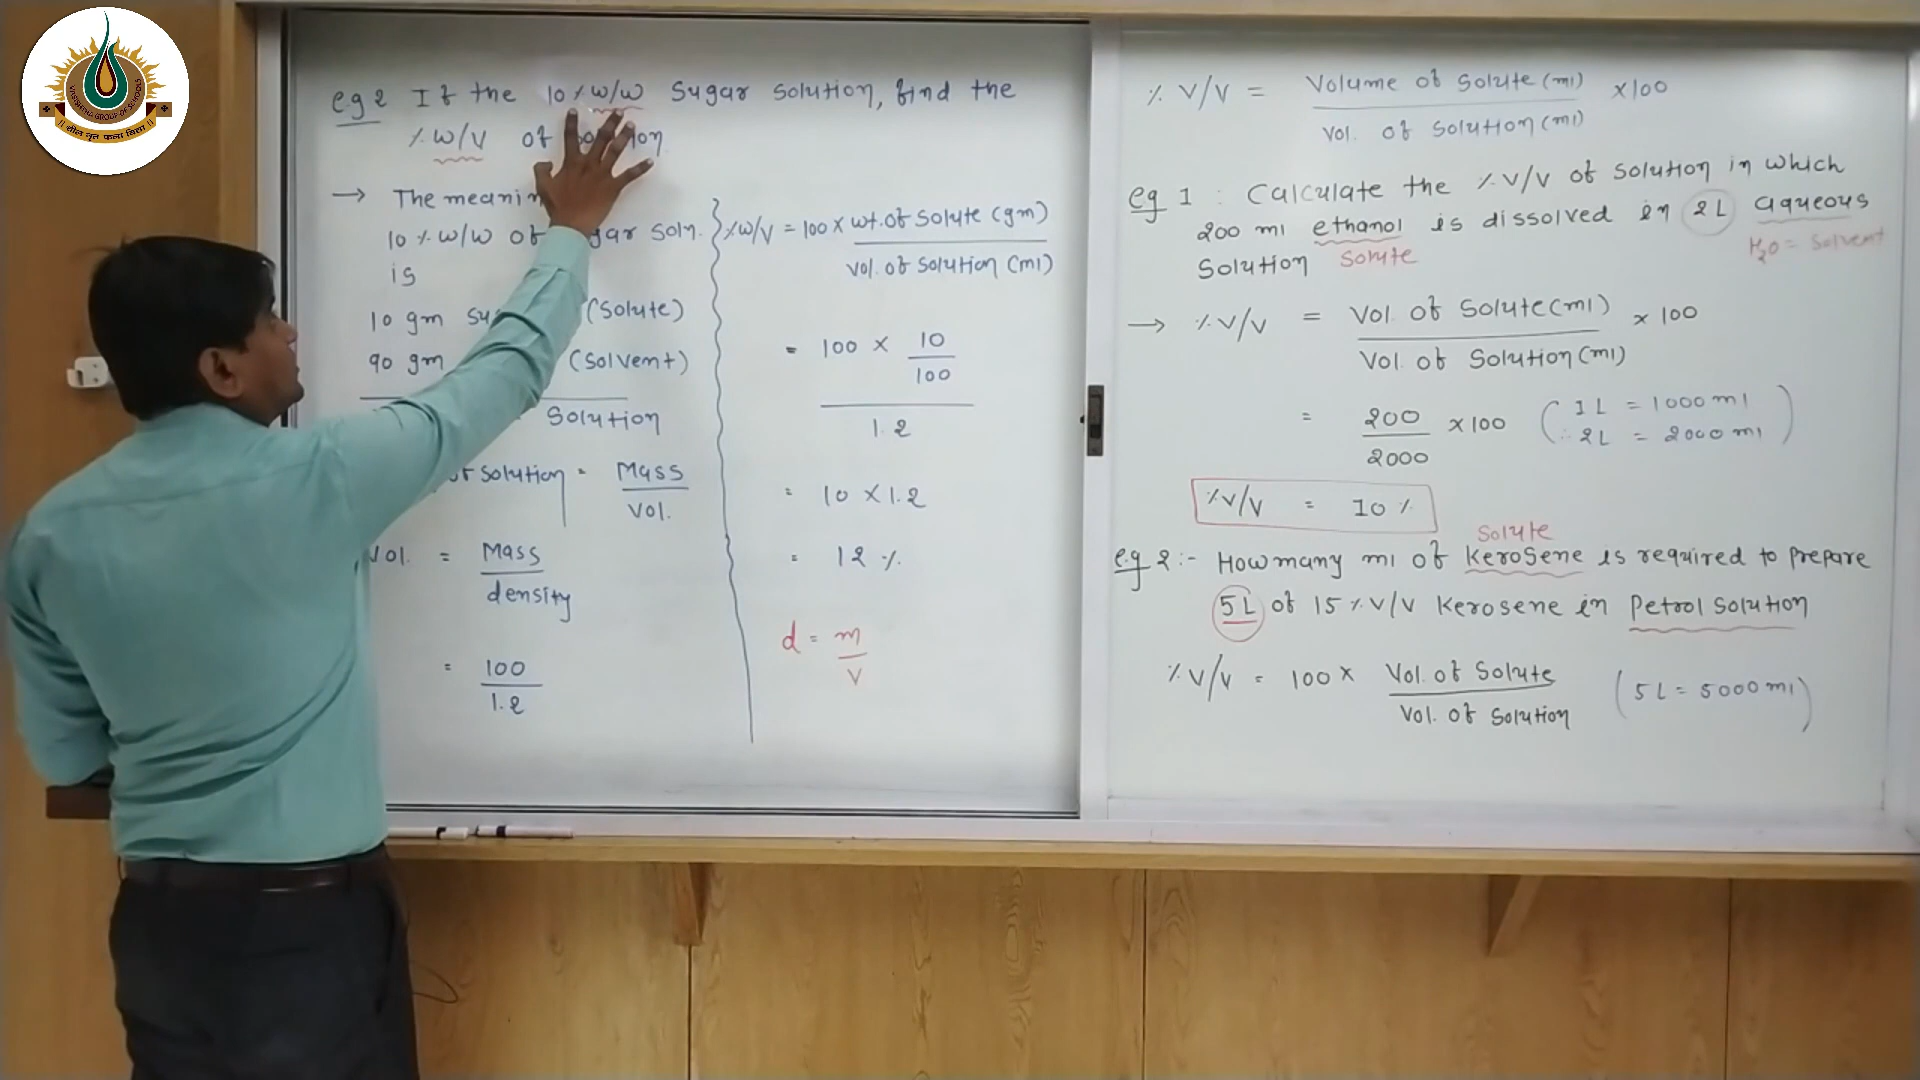 eg 2 If the 10 % w/w Sugar Solution, find the
% w/v of
→ The meanin
10 % w/w of Soln.
is
10 gm (Solute)
90 gm (Solvent)
Solution
of Solution = Mass
Vol.
Vol. = Mass
density
= 100
1.2
% w/v = 100 × wt. of Solute (gm)
Vol. of Solution (ml)
= 100 × 10
100
1.2
= 10 × 1.2
= 12 %
d = m
v
% V/V = Volume of Solute (ml) × 100
Vol. of Solution (ml)
eg 1 : Calculate the % V/V of solution in which
200 ml ethanol is dissolved in 2L aqueous
Solution Solute H2O = Solvent
→ % V/V = Vol. of Solute (ml) × 100
Vol. of Solution (ml)
= 200 × 100 ( 1 L = 1000 ml
2000 ∴ 2L = 2000 ml )
% V/V = 10 %
Solute
e.g 2 :- How many ml of Kerosene is required to prepare
5L of 15 % V/V Kerosene in Petrol Solution
% V/V = 100 × Vol. of Solute (5 L = 5000 ml)
Vol. of Solution